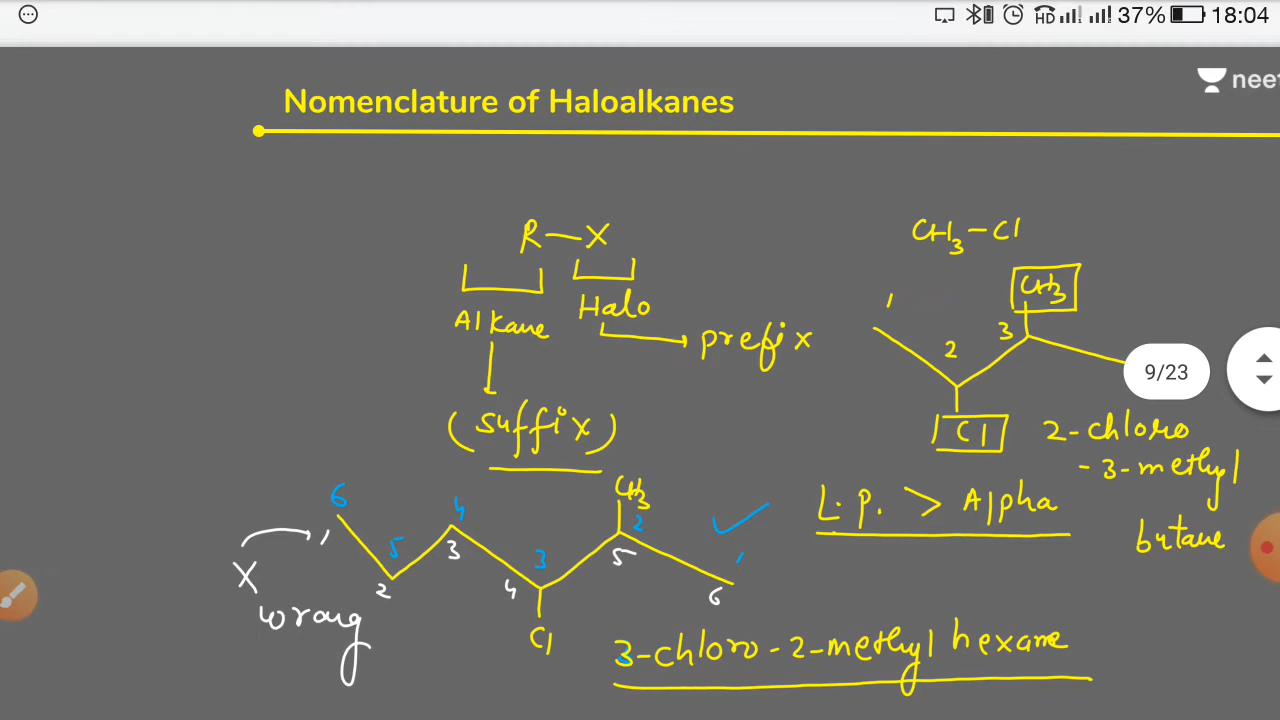 HD 37% 18:04
Nomenclature of Haloalkanes
neet
R-X
Alkane
Halo
prefix
(suffix)
CH3-Cl
CH3
1
2
3
Cl
9/23
2-chloro
-3-methyl
butane
L.P. > Alpha
CH3
6 5 4 3 2 1
1 2 3 4 5 6
Cl
X
wrong
3-chloro-2-methyl hexane